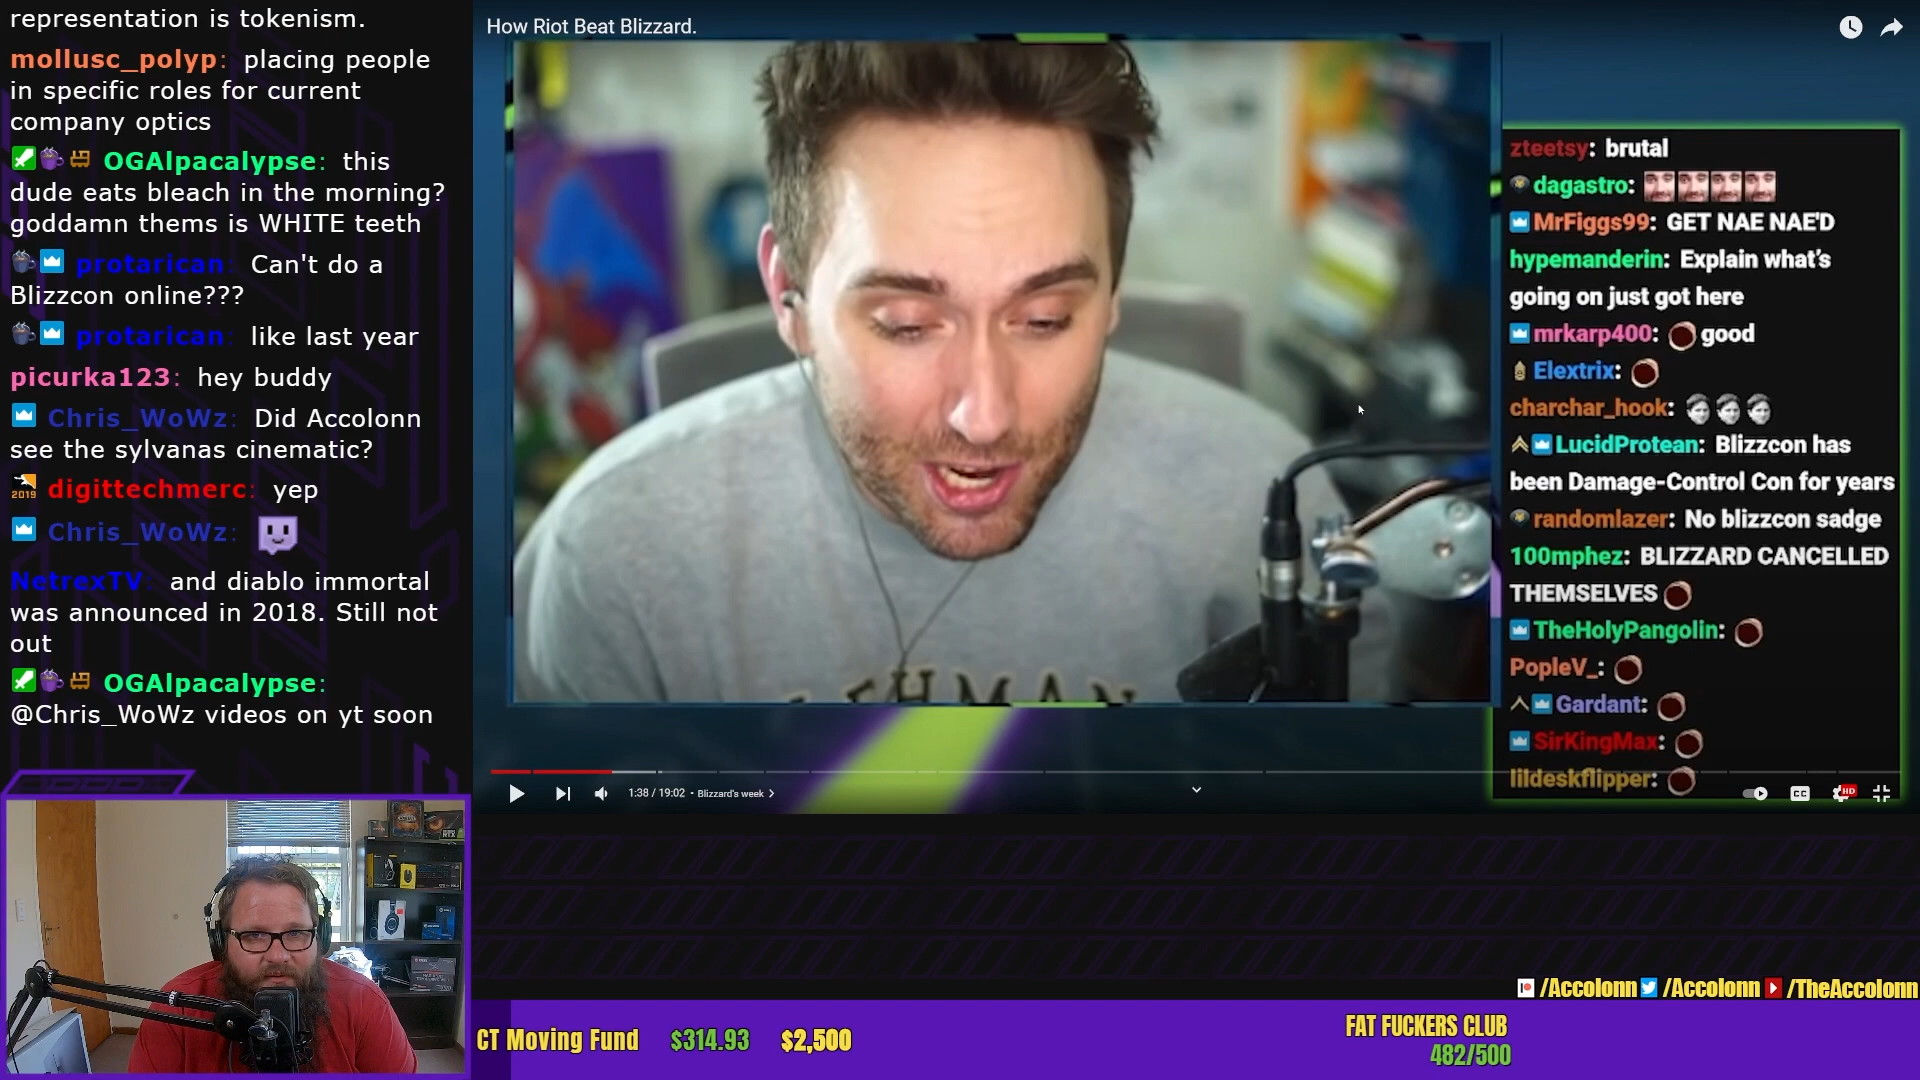 representation is tokenism.
mollusc_polyp: placing people
in specific roles for current
company optics
OGAlpacalypse: this
dude eats bleach in the morning?
goddamn thems is WHITE teeth
protarican: Can't do a
Blizzcon online???
protarican: like last year
picurka123: hey buddy
Chris_WoWz: Did Accolonn
see the sylvanas cinematic?
2019 digittechmerc: yep
Chris_WoWz:
NetrexTV: and diablo immortal
was announced in 2018. Still not
out
OGAlpacalypse:
@Chris_WoWz videos on yt soon
How Riot Beat Blizzard.
LEHMAN
zteetsy: brutal
dagastro:
MrFiggs99: GET NAE NAE'D
hypemanderin: Explain what's
going on just got here
mrkarp400: good
Elextrix:
charchar_hook:
LucidProtean: Blizzcon has
been Damage-Control Con for years
randomlazer: No blizzcon sadge
100mphez: BLIZZARD CANCELLED
THEMSELVES
TheHolyPangolin:
PopleV_:
Gardant:
SirKingMax:
lildeskflipper:
1:38 / 19:02 • Blizzard's week
CC
HD
/Accolonn /Accolonn /TheAccolonn
CT Moving Fund $314.93 $2,500
FAT FUCKERS CLUB
482/500